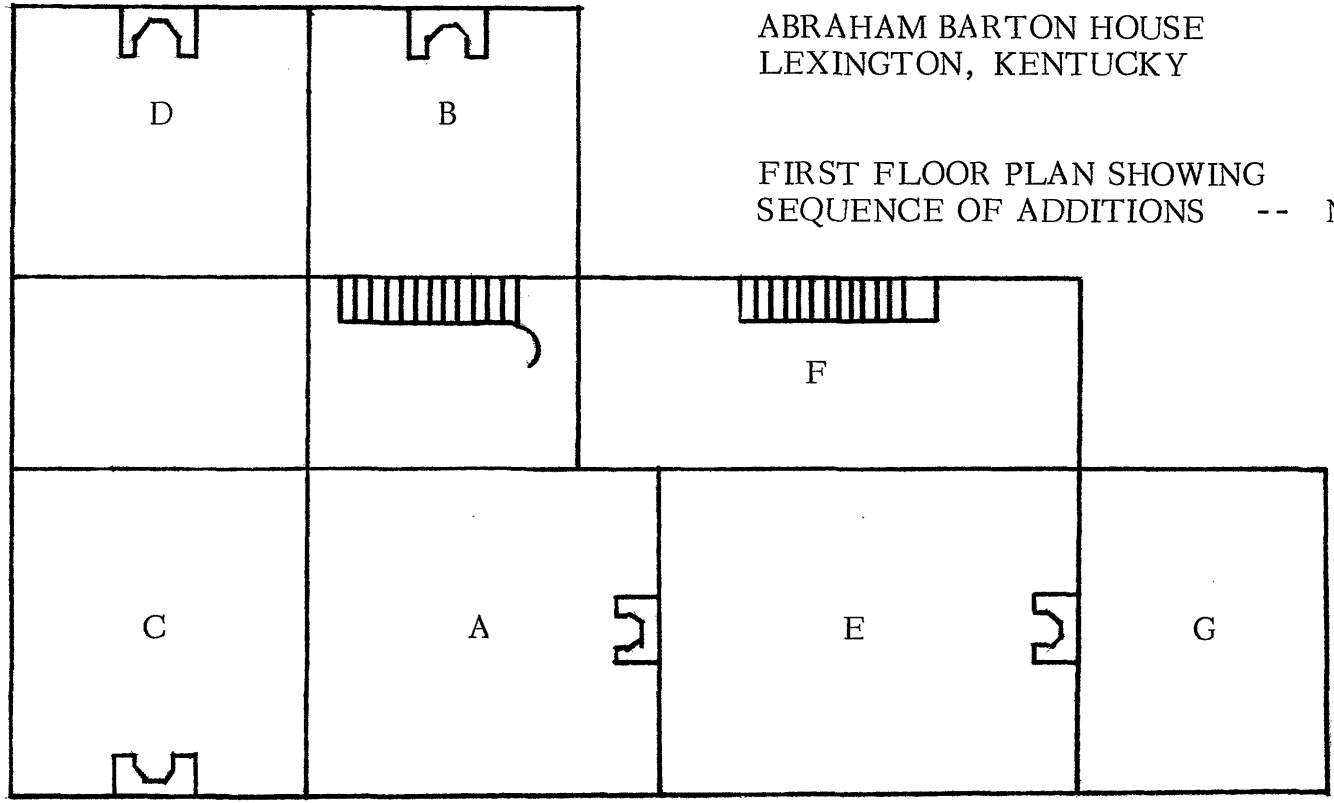 ABRAHAM BARTON HOUSE
LEXINGTON, KENTUCKY
FIRST FLOOR PLAN SHOWING
SEQUENCE OF ADDITIONS --
D
B
F
C
A
E
G